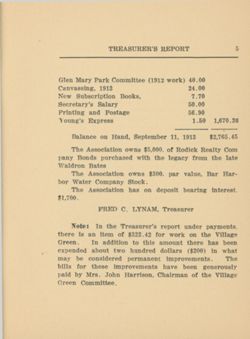 TREASURER'S REPORT 5
Glen Mary Park Committee (1912 work) 40.00
Canvassing, 1913 24.00
New Subscription Books, 7.70
Secretary's Salary 50.00
Printing and Postage 56.90
Young's Express 1.50 1,670.38
Balance on Hand, September 11, 1913 $2,765.45
The Association owns $5,000, of Rodick Realty Com
pany Bonds purchased with the legacy from the late
Waldron Bates
The Association owns $300, par value, Bar Har-
bor Water Company Stock.
The Association has on deposit bearing interest,
$1,700.
FRED C. LYNAM, Treasurer
Note: In the Treasurer's report under payments,
there is an item of $322.42 for work on the Village
Green. In addition to this amount there has been
expended about two hundred dollars ($200) in what
may be considered permanent improvements. The
bills for these improvements have been generously
paid by Mrs. John Harrison, Chairman of the Village
Green Committee.